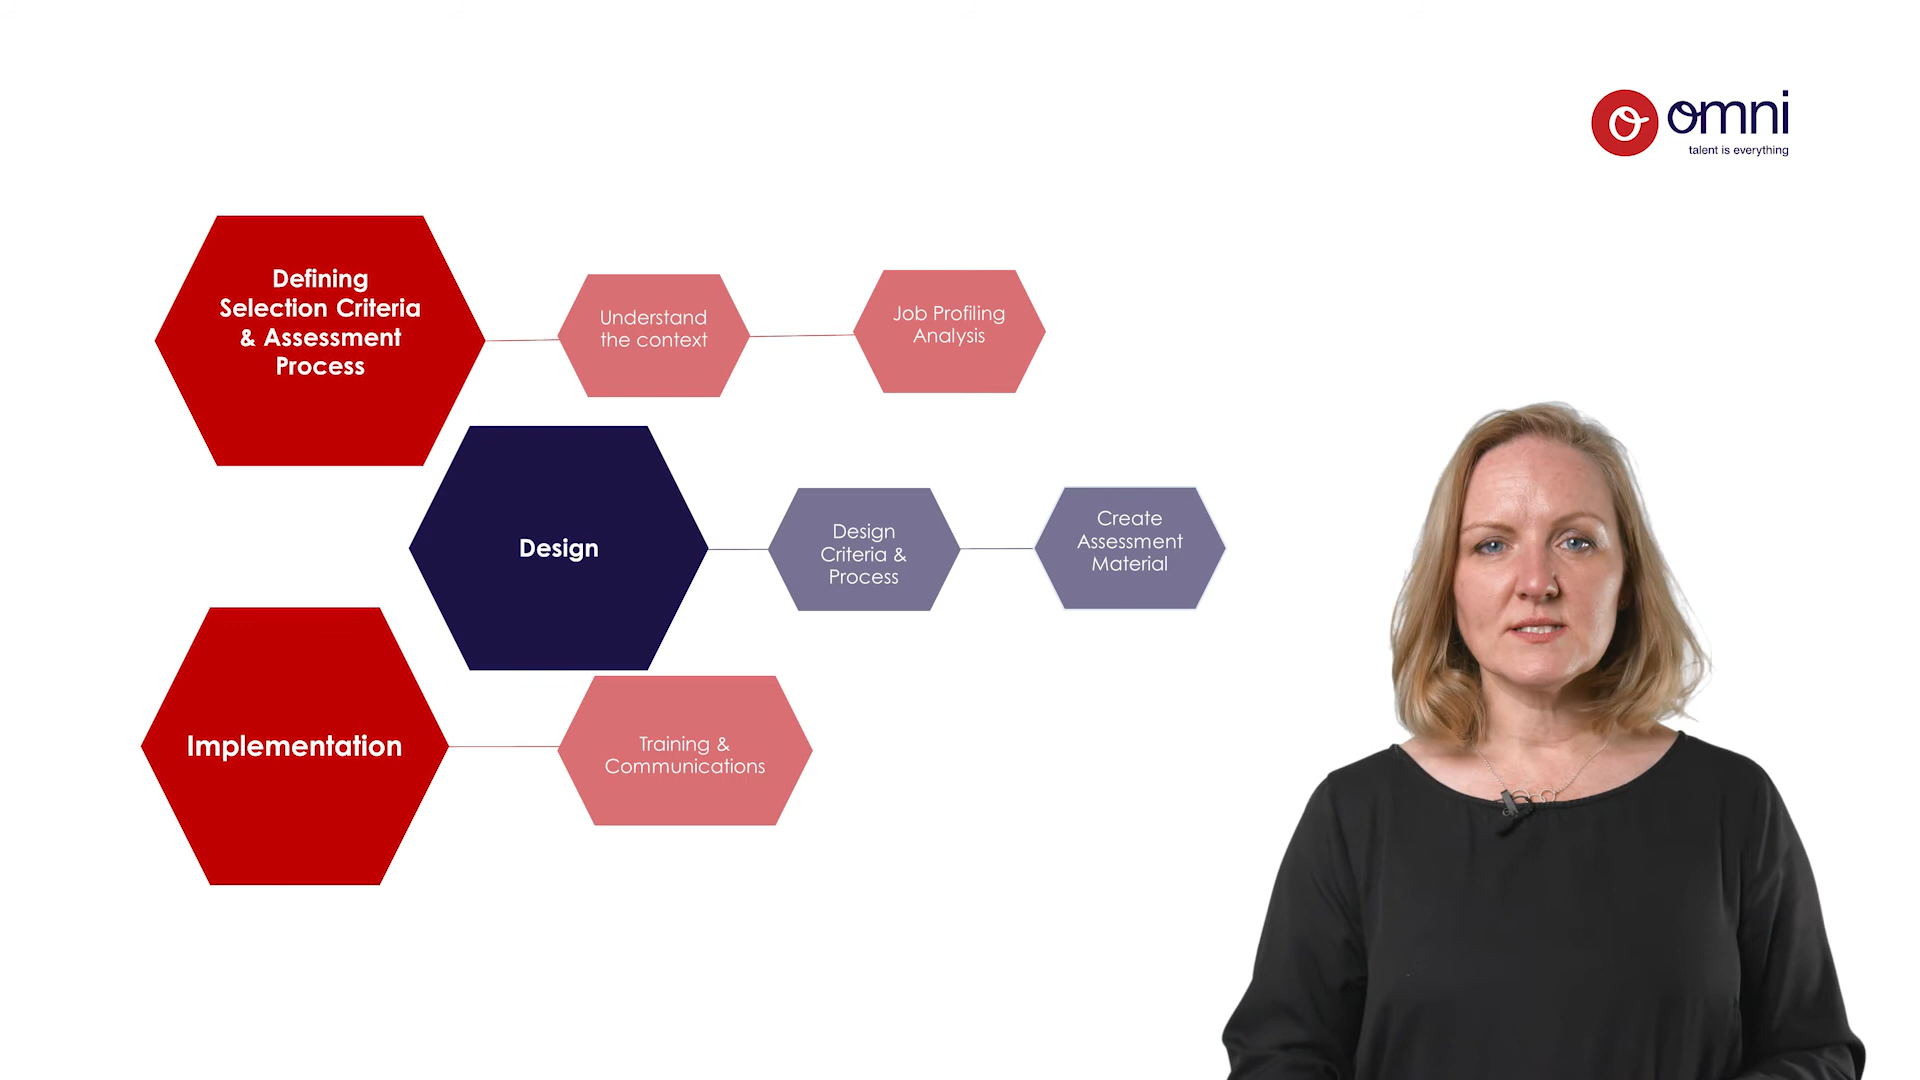 omni
talent is everything
Defining
Selection Criteria
& Assessment
Process
Understand
the context
Job Profiling
Analysis
Design
Design
Criteria &
Process
Create
Assessment
Material
Implementation
Training &
Communications